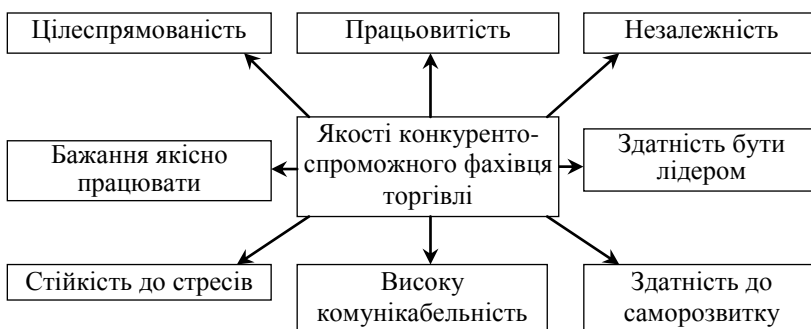 Цілеспрямованість
Працьовитість
Незалежність
Бажання якісно
працювати
Якості конкуренто-
спроможного фахівця
торгівлі
Здатність бути
лідером
Стійкість до стресів
Високу
комунікабельність
Здатність до
саморозвитку